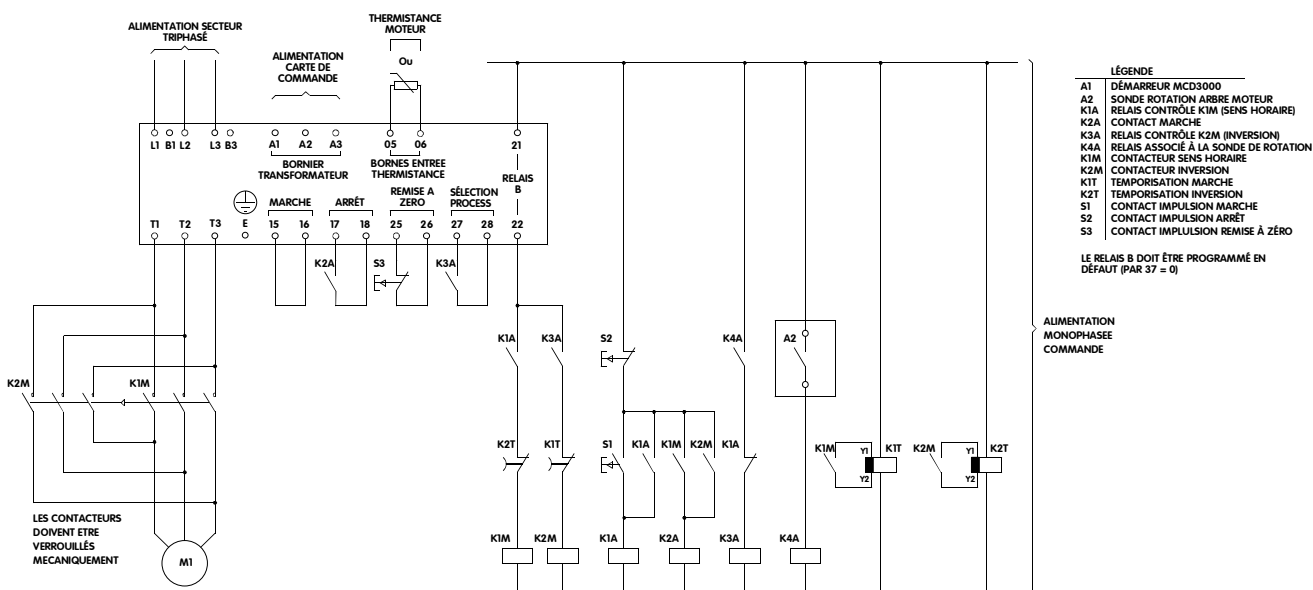 ALIMENTATION SECTEUR
TRIPHASÉ
THERMISTANCE
MOTEUR
Ou
ALIMENTATION
CARTE DE
COMMANDE
L1 B1 L2 L3 B3 A1 A2 A3 05 06 21
BORNIER
TRANSFORMATEUR
BORNES ENTREE
THERMISTANCE
RELAIS
B
MARCHE
ARRÊT
REMISE A
ZERO
SÉLECTION
PROCESS
T1 T2 T3 E 15 16 17 18 25 26 27 28 22
K2A S3 K3A
K1A K3A S2 K4A A2
K2M K1M
K2T K1T S1 K1A K1M K2M K1A
K1M Y1 K1T
Y2
K2M Y1 K2T
Y2
K1M K2M K1A K2A K3A K4A
LES CONTACTEURS
DOIVENT ETRE
VERROUILLÉS
MECANIQUEMENT
M1
ALIMENTATION
MONOPHASEE
COMMANDE
LÉGENDE
A1 DÉMARREUR MCD3000
A2 SONDE ROTATION ARBRE MOTEUR
K1A RELAIS CONTRÔLE K1M (SENS HORAIRE)
K2A CONTACT MARCHE
K3A RELAIS CONTRÔLE K2M (INVERSION)
K4A RELAIS ASSOCIÉ À LA SONDE DE ROTATION
K1M CONTACTEUR SENS HORAIRE
K2M CONTACTEUR INVERSION
K1T TEMPORISATION MARCHE
K2T TEMPORISATION INVERSION
S1 CONTACT IMPULSION MARCHE
S2 CONTACT IMPULSION ARRÊT
S3 CONTACT IMPLULSION REMISE À ZÉRO
LE RELAIS B DOIT ÊTRE PROGRAMMÉ EN
DÉFAUT (PAR 37 = 0)